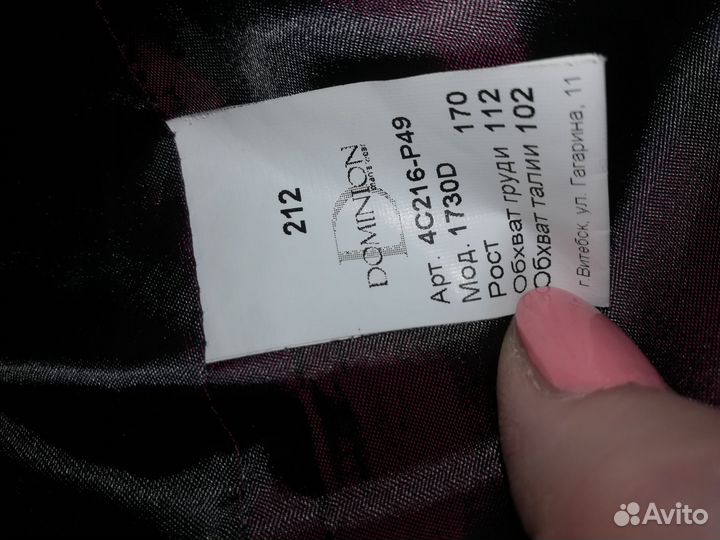 212
DOMINION
man's wear
Арт. 4С216-Р49
Мод. 1730D
Рост 170
Обхват груди 112
Обхват талии 102
г Витебск, ул. Гагарина, 11
Avito